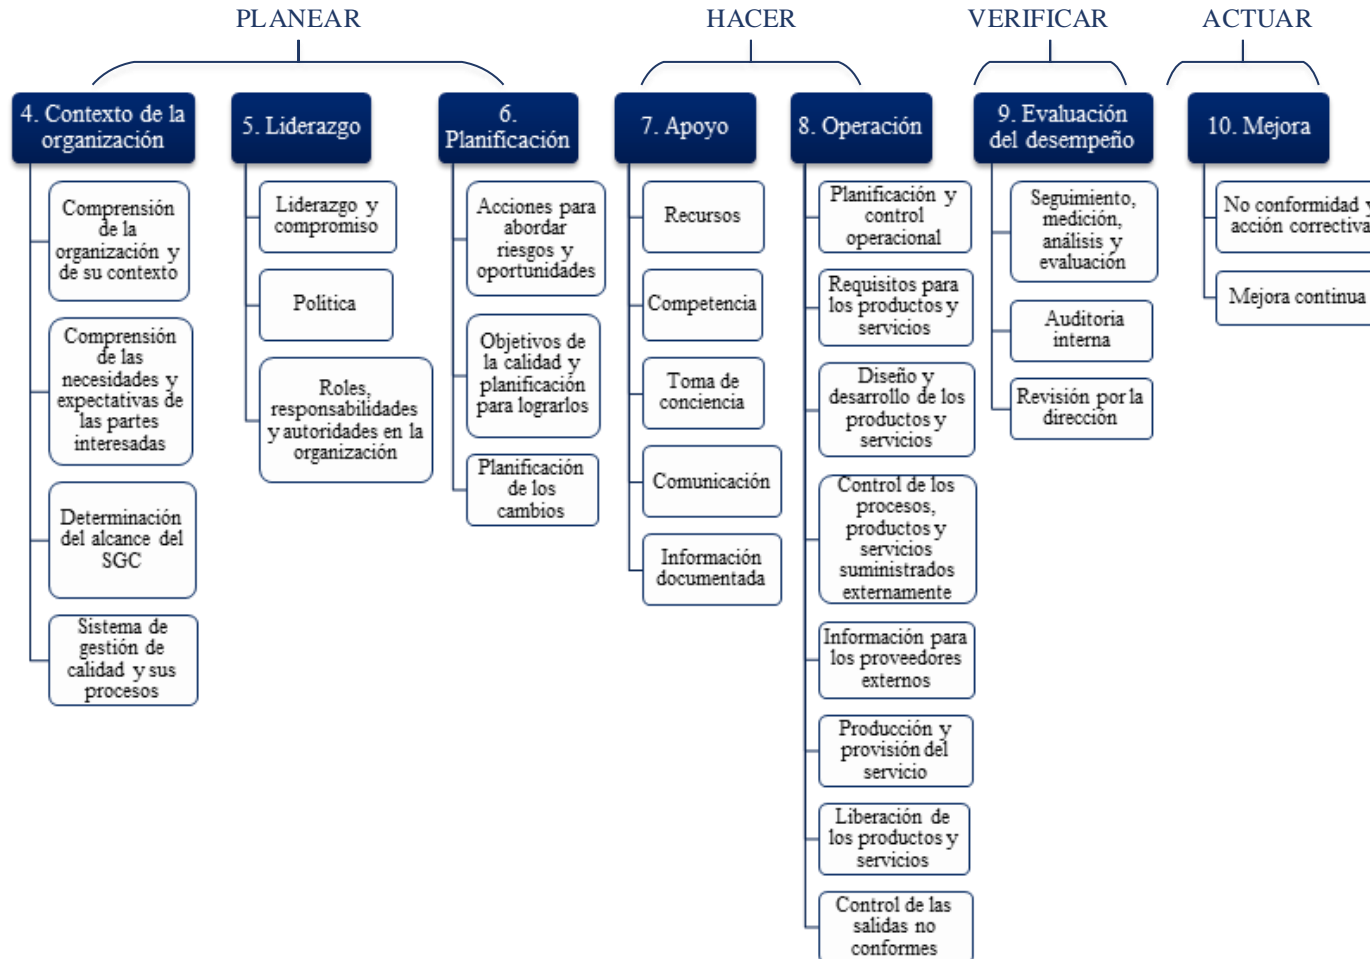 PLANEAR
HACER
VERIFICAR
ACTUAR
4. Contexto de la
organización
Comprensión
de la
organización y
de su contexto
Comprensión
de las
necesidades y
expectativas de
las partes
interesadas
Determinación
del alcance del
SGC
Sistema de
gestión de
calidad y sus
procesos
5. Liderazgo
Liderazgo y
compromiso
Política
Roles,
responsabilidades
y autoridades en la
organización
6.
Planificación
Acciones para
abordar
riesgos y
oportunidades
Objetivos de
la calidad y
planificación
para lograrlos
Planificación
de los
cambios
7. Apoyo
Recursos
Competencia
Toma de
conciencia
Comunicación
Información
documentada
8. Operación
Planificación y
control
operacional
Requisitos para
los productos y
servicios
Diseño y
desarrollo de los
productos y
servicios
Control de los
procesos,
productos y
servicios
suministrados
externamente
Información para
los proveedores
externos
Producción y
provisión del
servicio
Liberación de
los productos y
servicios
Control de las
salidas no
conformes
9. Evaluación
del desempeño
Seguimiento,
medición,
análisis y
evaluación
Auditoria
interna
Revisión por la
dirección
10. Mejora
No conformidad y
acción correctiva
Mejora continua